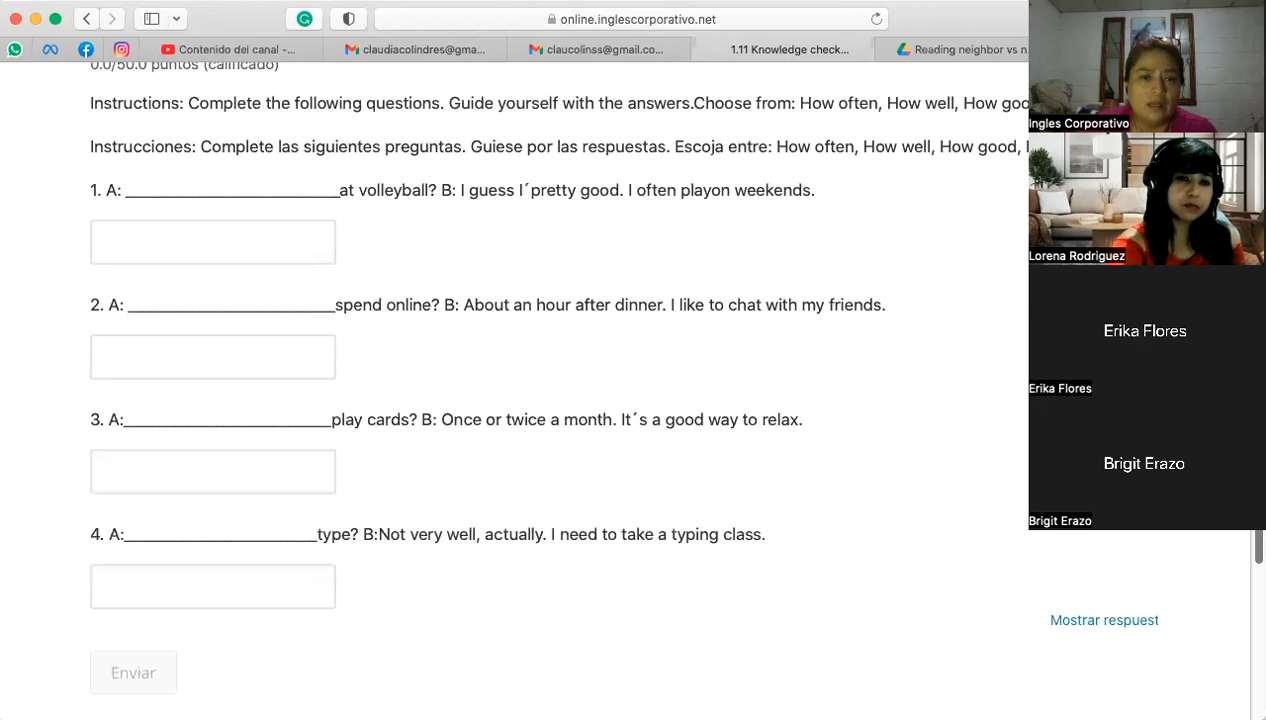 online.inglescorporativo.net
Contenido del canal -...
claudiacolindres@gma...
claucolinss@gmail.co...
1.11 Knowledge check...
Reading neighbor vs n
0.0/50.0 puntos (calificado)
Instructions: Complete the following questions. Guide yourself with the answers.Choose from: How often, How well, How goo
Instrucciones: Complete las siguientes preguntas. Guiese por las respuestas. Escoja entre: How often, How well, How good,
1. A: _________________________at volleyball? B: I guess I´pretty good. I often playon weekends.
2. A: ________________________spend online? B: About an hour after dinner. I like to chat with my friends.
3. A:________________________play cards? B: Once or twice a month. It´s a good way to relax.
4. A:______________________type? B:Not very well, actually. I need to take a typing class.
Mostrar respuest
Enviar
Ingles Corporativo
Lorena Rodriguez
Erika Flores
Erika Flores
Brigit Erazo
Brigit Erazo